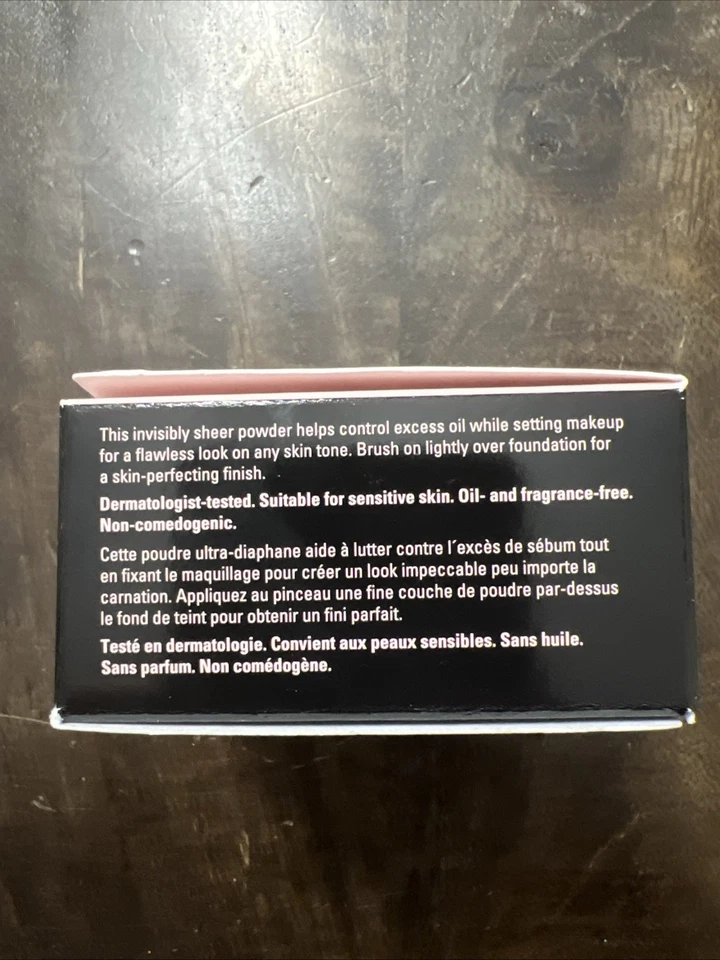 This invisibly sheer powder helps control excess oil while setting makeup
for a flawless look on any skin tone. Brush on lightly over foundation for
a skin-perfecting finish.
Dermatologist-tested. Suitable for sensitive skin. Oil- and fragrance-free.
Non-comedogenic.
Cette poudre ultra-diaphane aide à lutter contre l´excès de sébum tout
en fixant le maquillage pour créer un look impeccable peu importe la
carnation. Appliquez au pinceau une fine couche de poudre par-dessus
le fond de teint pour obtenir un fini parfait.
Testé en dermatologie. Convient aux peaux sensibles. Sans huile.
Sans parfum. Non comédogène.